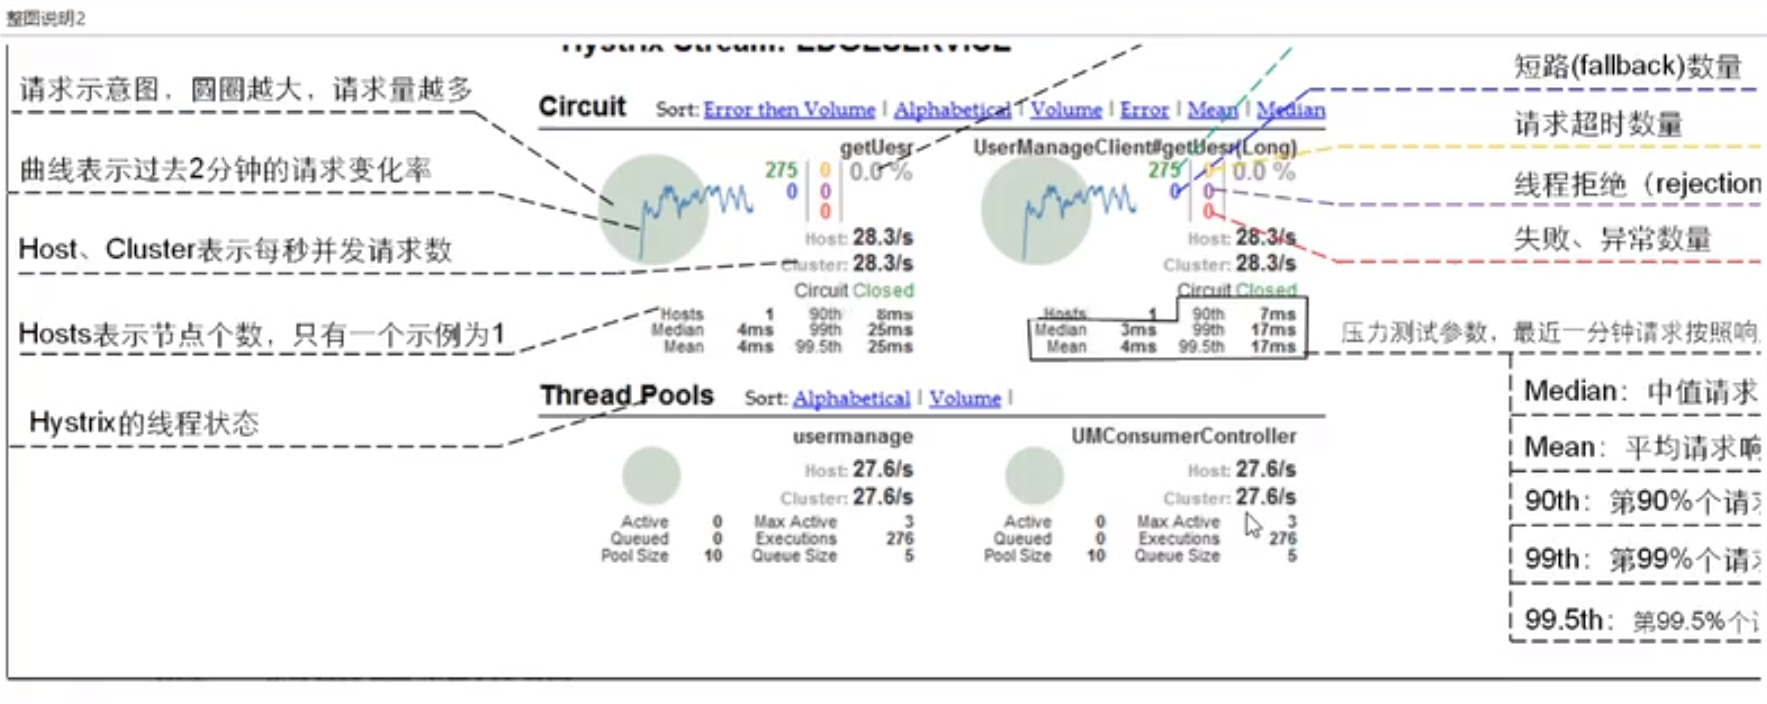 整图说明2
Hystrix Stream: EDGESERVICE
请求示意图，圆圈越大，请求量越多
曲线表示过去2分钟的请求变化率
Host、Cluster表示每秒并发请求数
Hosts表示节点个数，只有一个示例为1
Hystrix的线程状态
Circuit Sort: Error then Volume | Alphabetical | Volume | Error | Mean | Median
getUesr
275 0 0.0 %
0 0
0
Host: 28.3/s
Cluster: 28.3/s
Circuit Closed
Hosts 1 90th 8ms
Median 4ms 99th 25ms
Mean 4ms 99.5th 25ms
UserManageClient#getUesr(Long)
275 0 0.0 %
0 0
0
Host: 28.3/s
Cluster: 28.3/s
Circuit Closed
Hosts 1 90th 7ms
Median 3ms 99th 17ms
Mean 4ms 99.5th 17ms
Thread Pools Sort: Alphabetical | Volume |
usermanage
Host: 27.6/s
Cluster: 27.6/s
Active 0 Max Active 3
Queued 0 Executions 276
Pool Size 10 Queue Size 5
UMConsumerController
Host: 27.6/s
Cluster: 27.6/s
Active 0 Max Active 3
Queued 0 Executions 276
Pool Size 10 Queue Size 5
短路(fallback)数量
请求超时数量
线程拒绝（rejection
失败、异常数量
压力测试参数，最近一分钟请求按照响
Median：中值请求
Mean：平均请求响
90th：第90%个请求
99th：第99%个请求
99.5th：第99.5%个